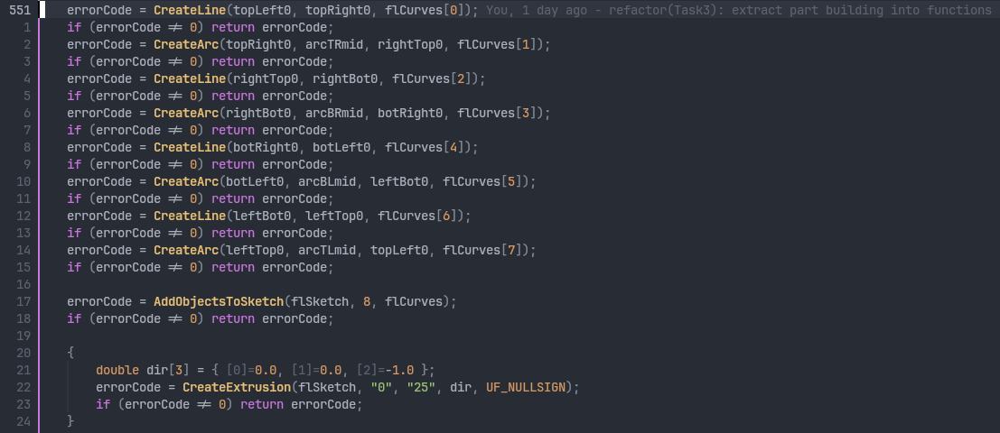 551 errorCode = CreateLine(topLeft0, topRight0, flCurves[0]); You, 1 day ago - refactor(Task3): extract part building into functions
1 if (errorCode ≠ 0) return errorCode;
2 errorCode = CreateArc(topRight0, arcTRmid, rightTop0, flCurves[1]);
3 if (errorCode ≠ 0) return errorCode;
4 errorCode = CreateLine(rightTop0, rightBot0, flCurves[2]);
5 if (errorCode ≠ 0) return errorCode;
6 errorCode = CreateArc(rightBot0, arcBRmid, botRight0, flCurves[3]);
7 if (errorCode ≠ 0) return errorCode;
8 errorCode = CreateLine(botRight0, botLeft0, flCurves[4]);
9 if (errorCode ≠ 0) return errorCode;
10 errorCode = CreateArc(botLeft0, arcBLmid, leftBot0, flCurves[5]);
11 if (errorCode ≠ 0) return errorCode;
12 errorCode = CreateLine(leftBot0, leftTop0, flCurves[6]);
13 if (errorCode ≠ 0) return errorCode;
14 errorCode = CreateArc(leftTop0, arcTLmid, topLeft0, flCurves[7]);
15 if (errorCode ≠ 0) return errorCode;
16
17 errorCode = AddObjectsToSketch(flSketch, 8, flCurves);
18 if (errorCode ≠ 0) return errorCode;
19
20 {
21 double dir[3] = { [0]=0.0, [1]=0.0, [2]=-1.0 };
22 errorCode = CreateExtrusion(flSketch, "0", "25", dir, UF_NULLSIGN);
23 if (errorCode ≠ 0) return errorCode;
24 }